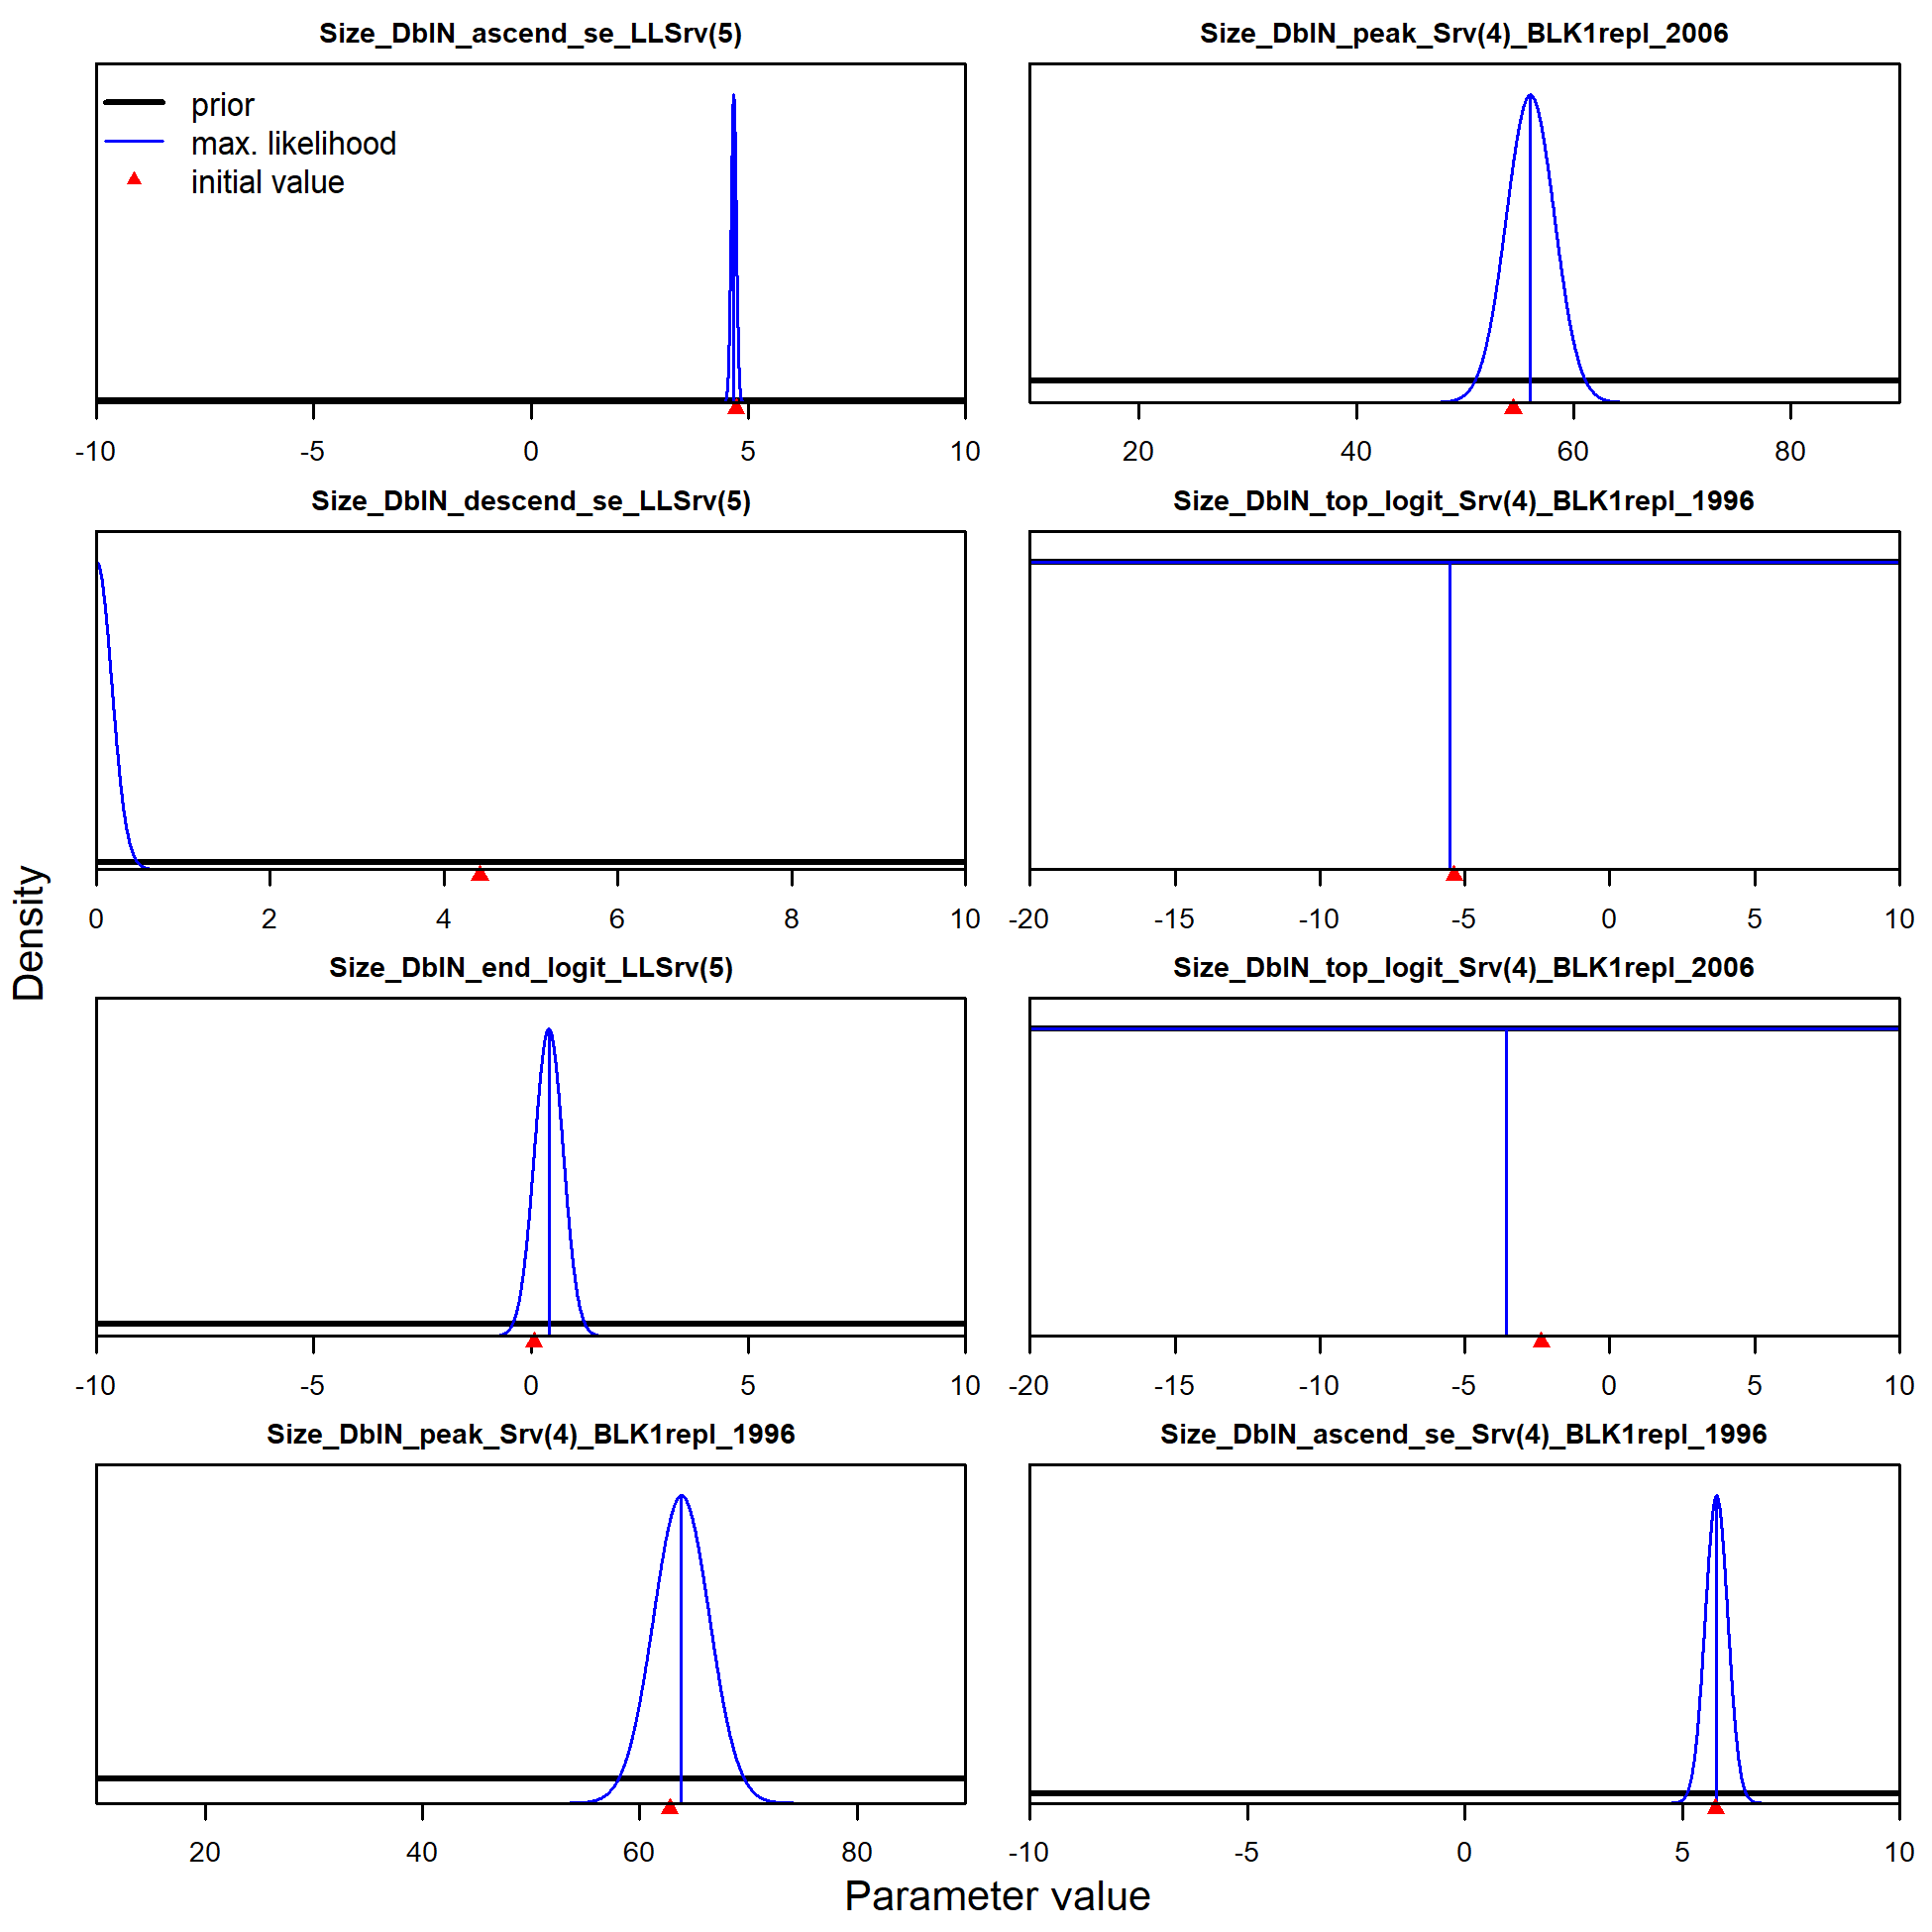 Size_DblN_ascend_se_LLSrv(5)
prior
max. likelihood
initial value
-10 -5 0 5 10
Size_DblN_peak_Srv(4)_BLK1repl_2006
20 40 60 80
Size_DblN_descend_se_LLSrv(5)
0 2 4 6 8 10
Size_DblN_top_logit_Srv(4)_BLK1repl_1996
-20 -15 -10 -5 0 5 10
Size_DblN_end_logit_LLSrv(5)
-10 -5 0 5 10
Size_DblN_top_logit_Srv(4)_BLK1repl_2006
-20 -15 -10 -5 0 5 10
Size_DblN_peak_Srv(4)_BLK1repl_1996
20 40 60 80
Size_DblN_ascend_se_Srv(4)_BLK1repl_1996
-10 -5 0 5 10
Density
Parameter value